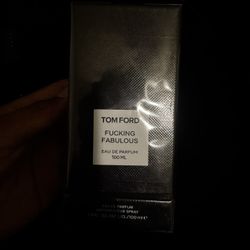 TOM FORD
FUCKING
FABULOUS
EAU DE PARFUM
100 ML